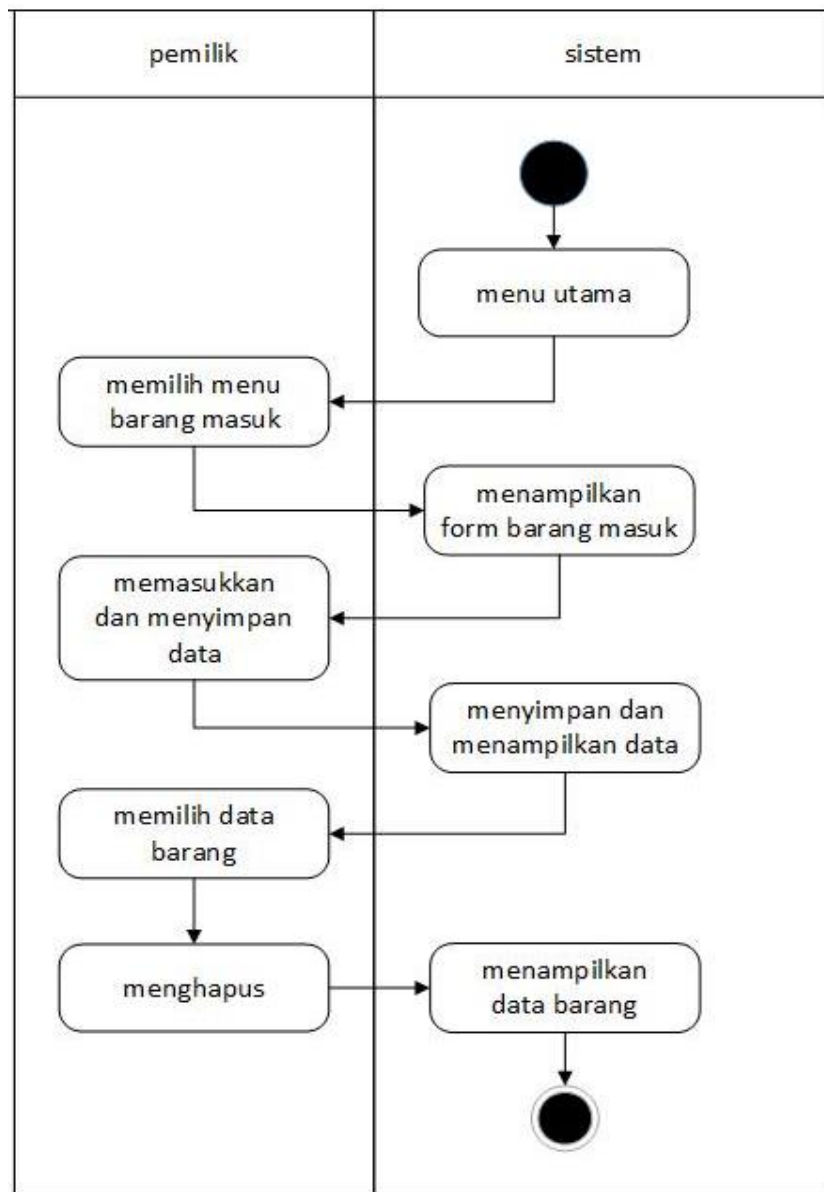 pemilik
sistem
menu utama
memilih menu
barang masuk
menampilkan
form barang masuk
memasukkan
dan menyimpan
data
menyimpan dan
menampilkan data
memilih data
barang
menghapus
menampilkan
data barang